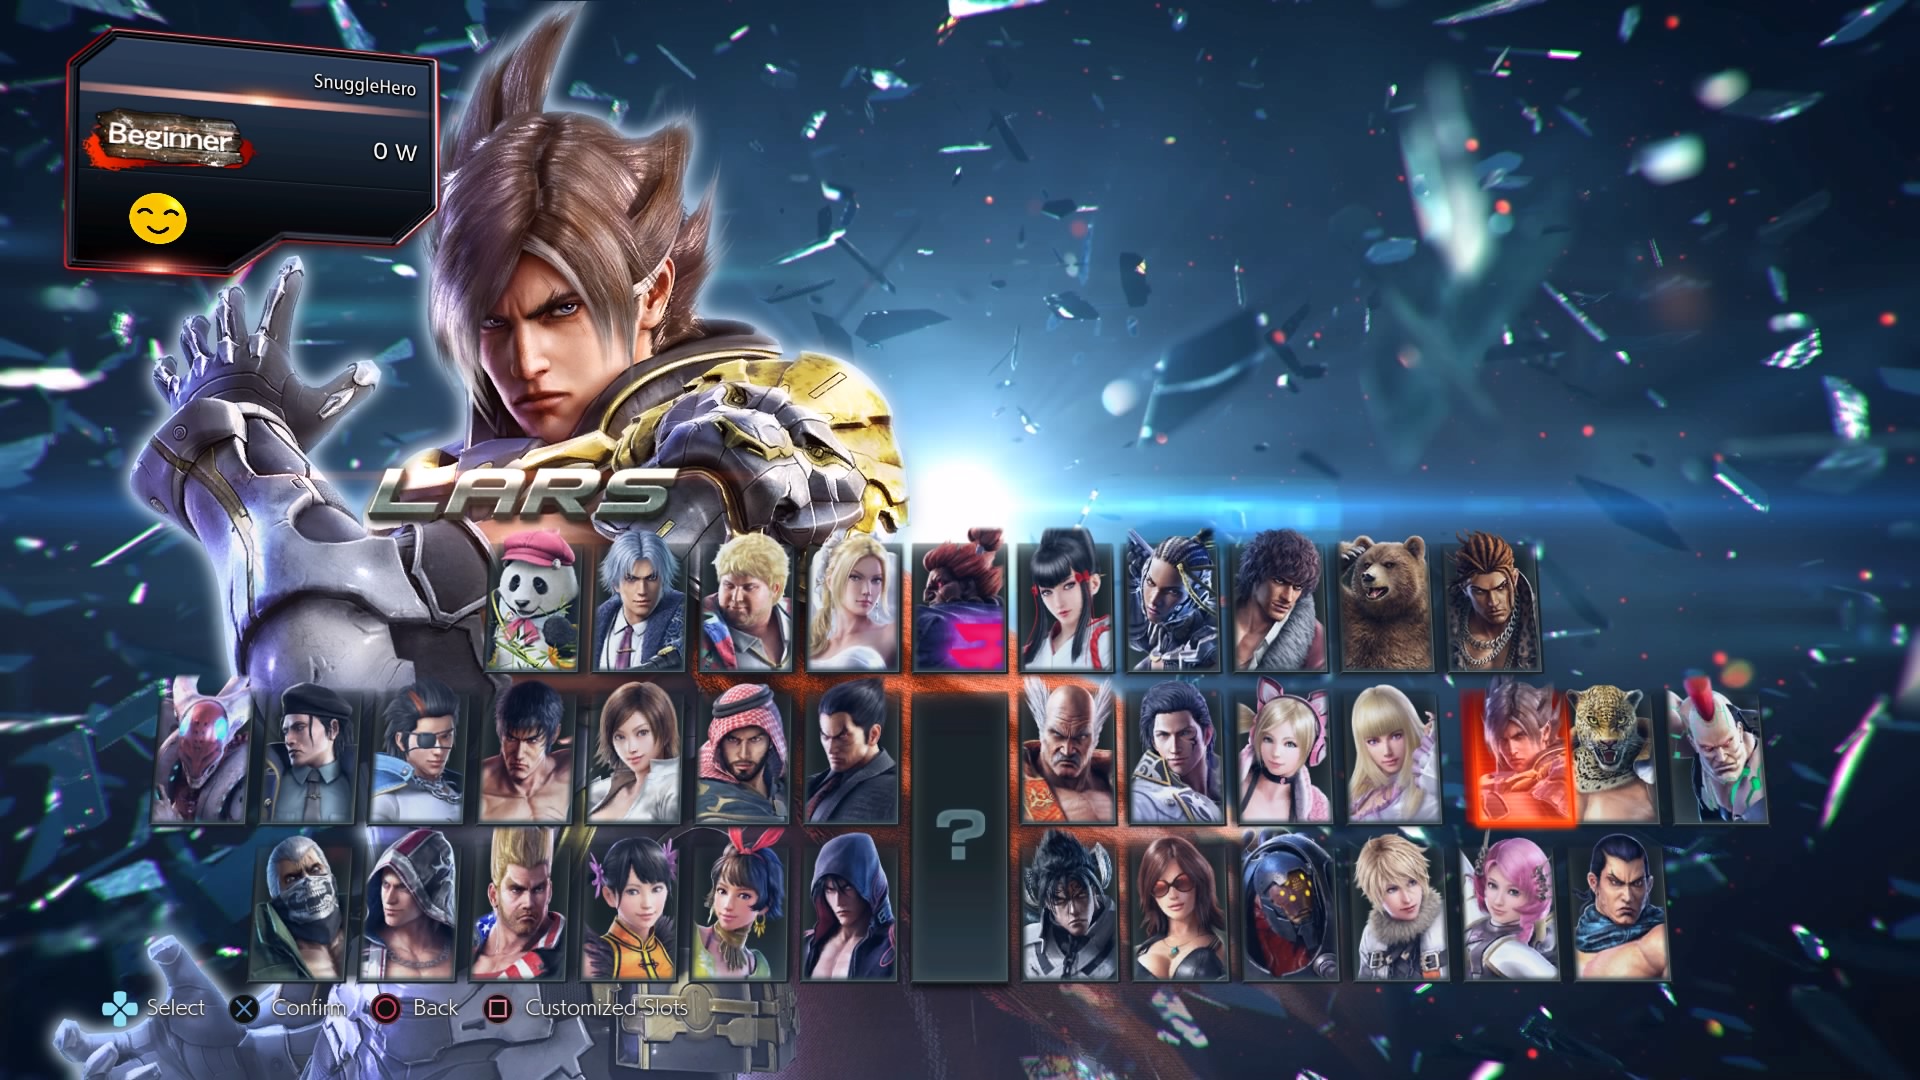 SnuggleHero
Beginner
0 W
LARS
?
Select
Confirm
Back
Customized Slots